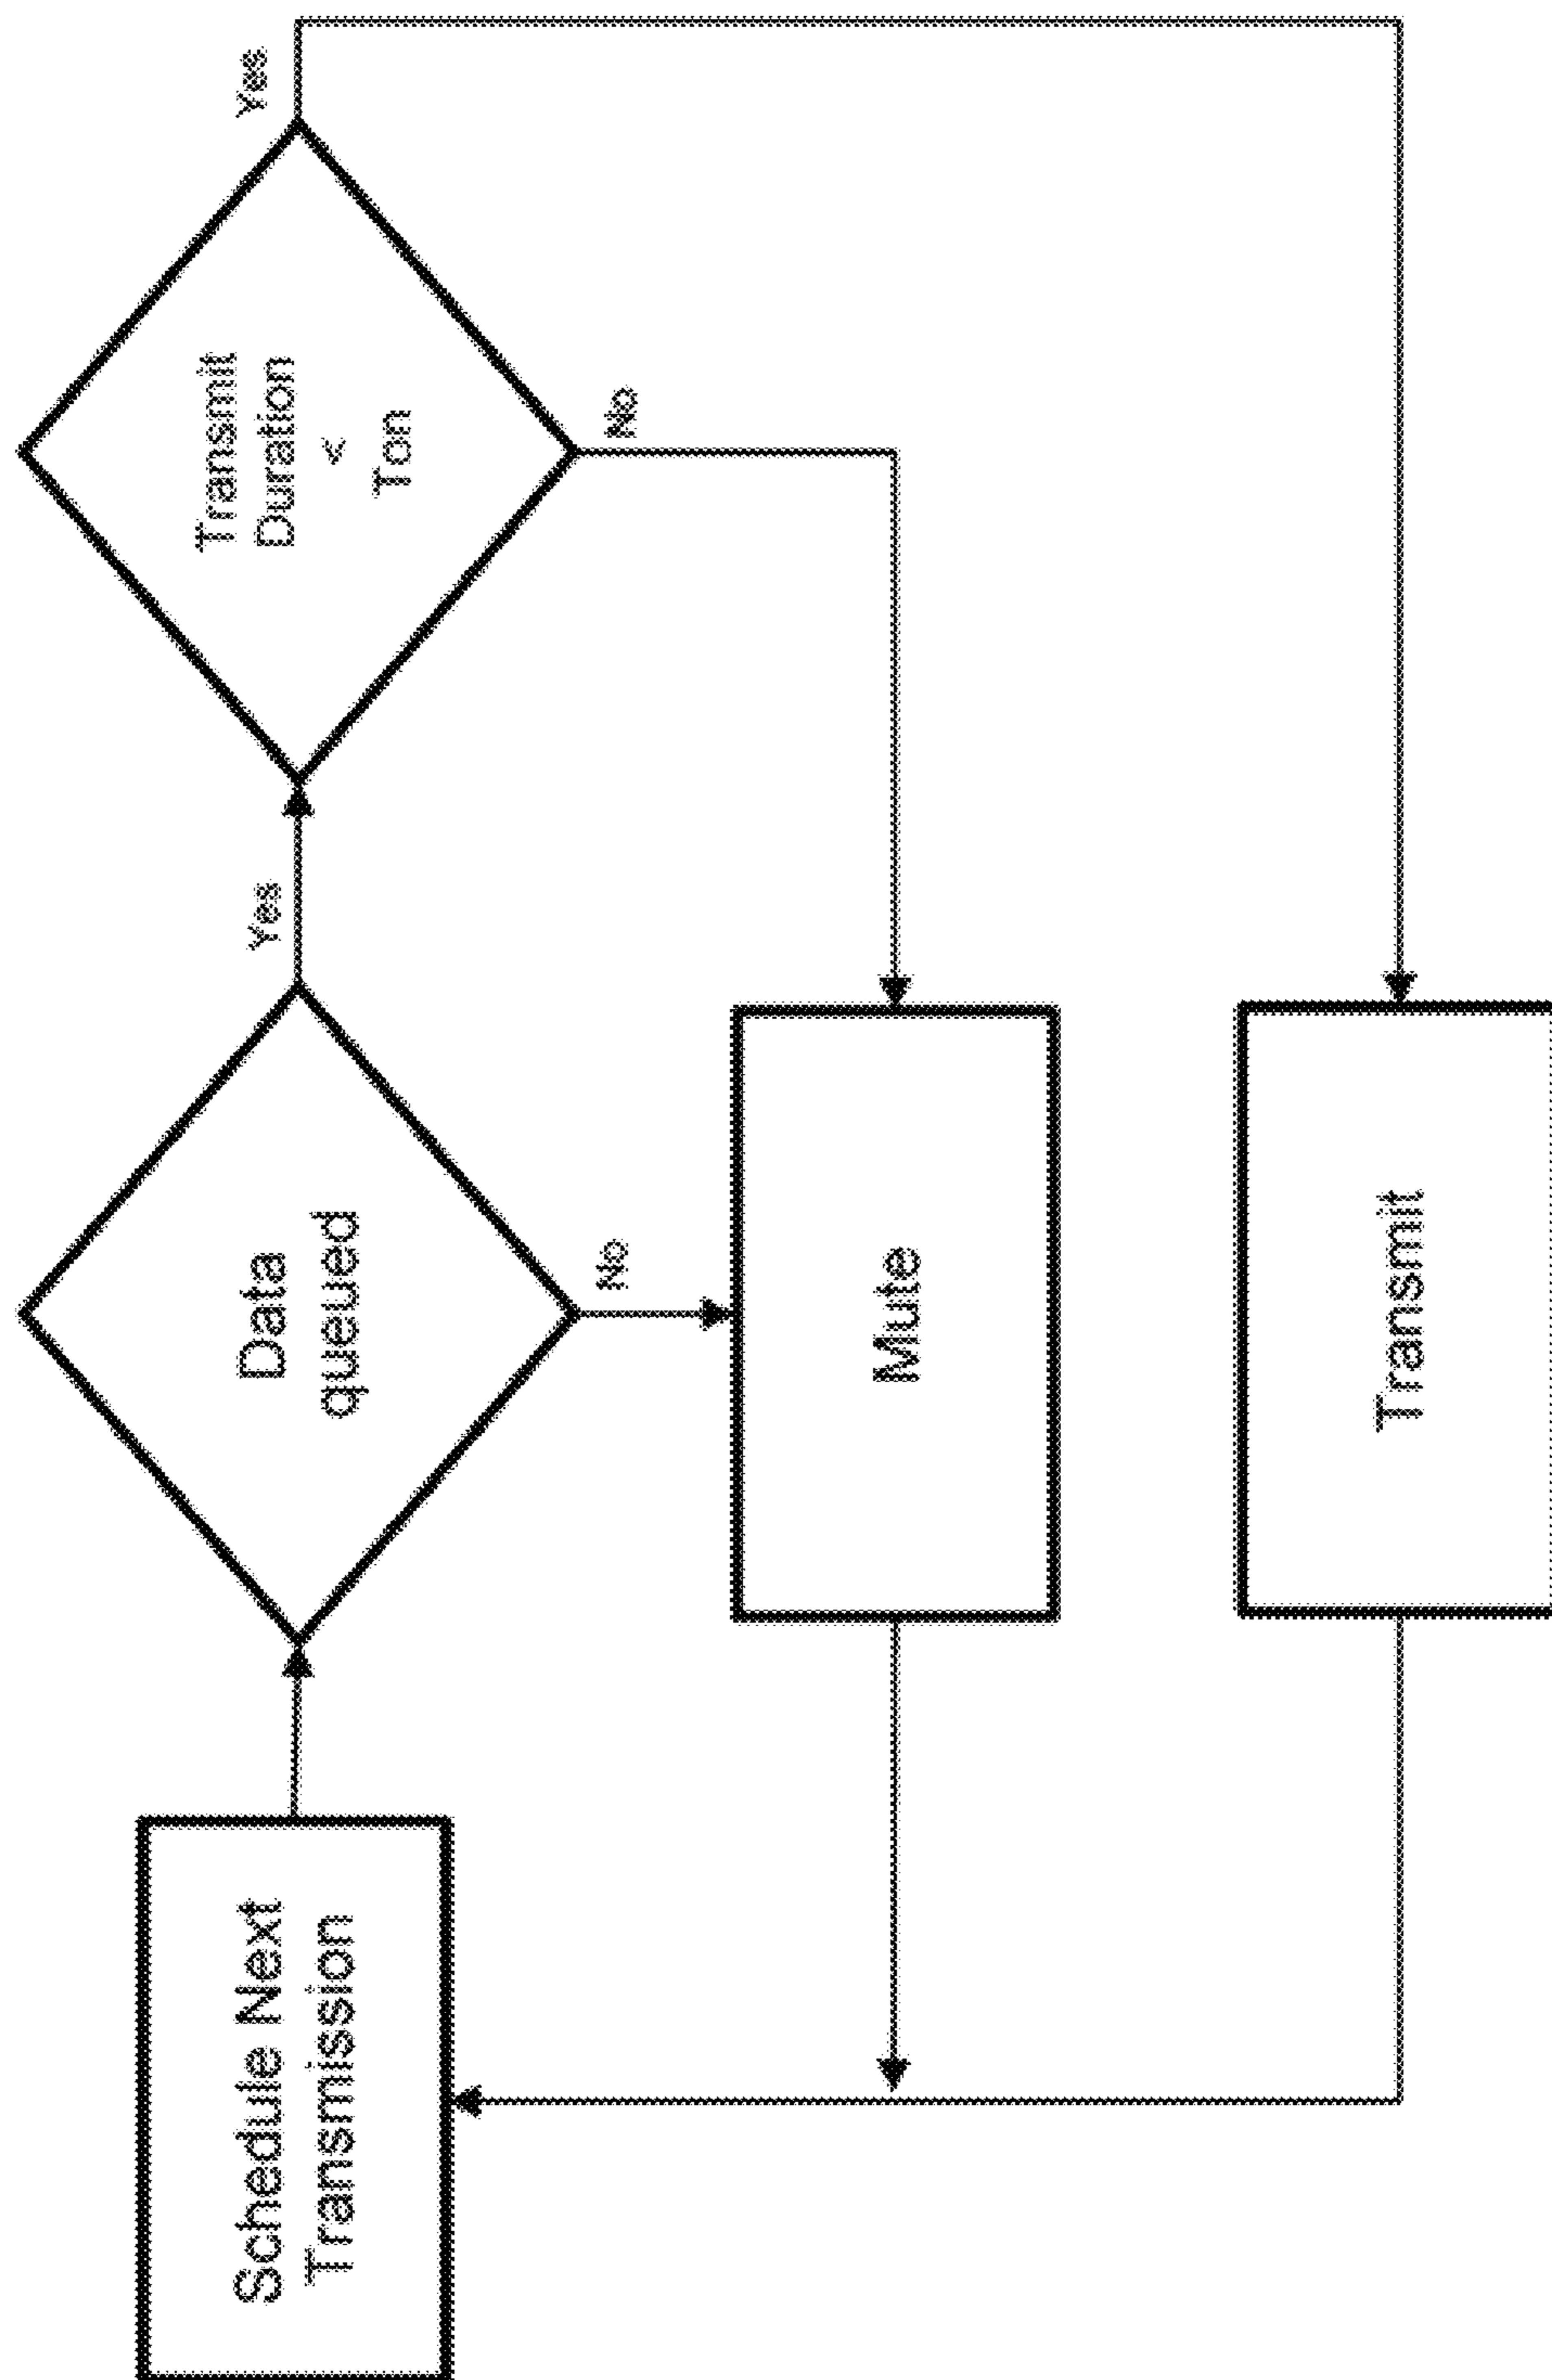 Schedule Next
Transmission
Data
queued
Yes
No
Transmit
Duration
<
Ton
Yes
No
Mute
Transmit